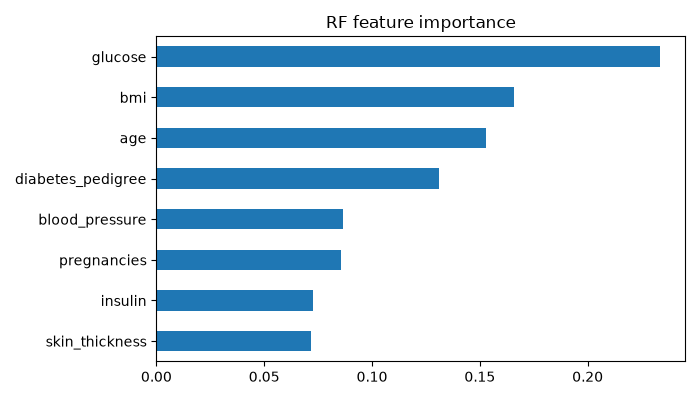 RF feature importance
glucose
bmi
age
diabetes_pedigree
blood_pressure
pregnancies
insulin
skin_thickness
0.00 0.05 0.10 0.15 0.20